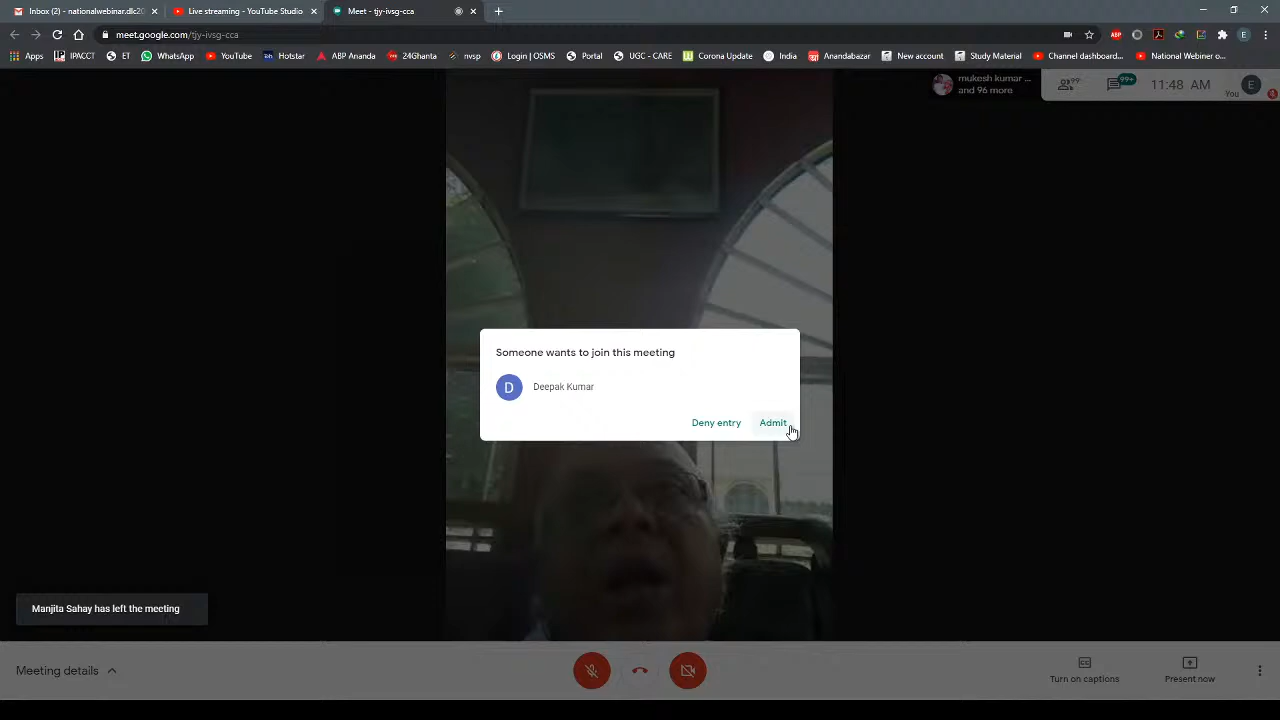 Inbox (2) - nationalwebinar.dlc20
Live streaming - YouTube Studio
Meet - tjy-ivsg-cca
meet.google.com/tjy-ivsg-cca
Apps
IPACCT
ET
WhatsApp
YouTube
Hotstar
ABP Ananda
24Ghanta
nvsp
Login | OSMS
Portal
UGC - CARE
Corona Update
India
Anandabazar
New account
Study Material
Channel dashboard...
National Webiner o...
mukesh kumar ...
and 96 more
99
99+
11:48 AM
You
E
Someone wants to join this meeting
D
Deepak Kumar
Deny entry
Admit
Manjita Sahay has left the meeting
Meeting details
Turn on captions
Present now